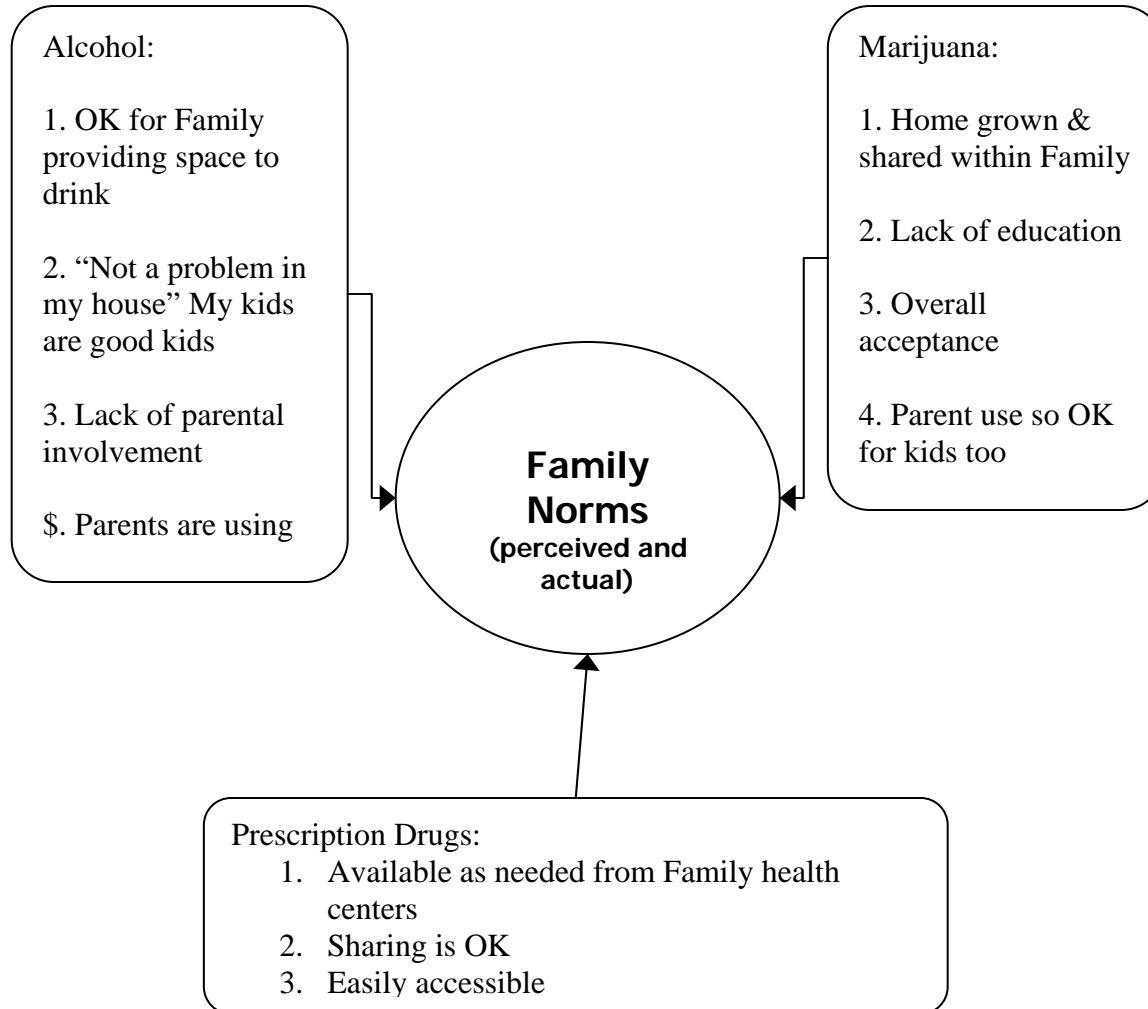 Alcohol:
1. OK for Family
providing space to
drink
2. “Not a problem in
my house” My kids
are good kids
3. Lack of parental
involvement
$. Parents are using
Marijuana:
1. Home grown &
shared within Family
2. Lack of education
3. Overall
acceptance
4. Parent use so OK
for kids too
Family
Norms
(perceived and
actual)
Prescription Drugs:
1. Available as needed from Family health
centers
2. Sharing is OK
3. Easily accessible